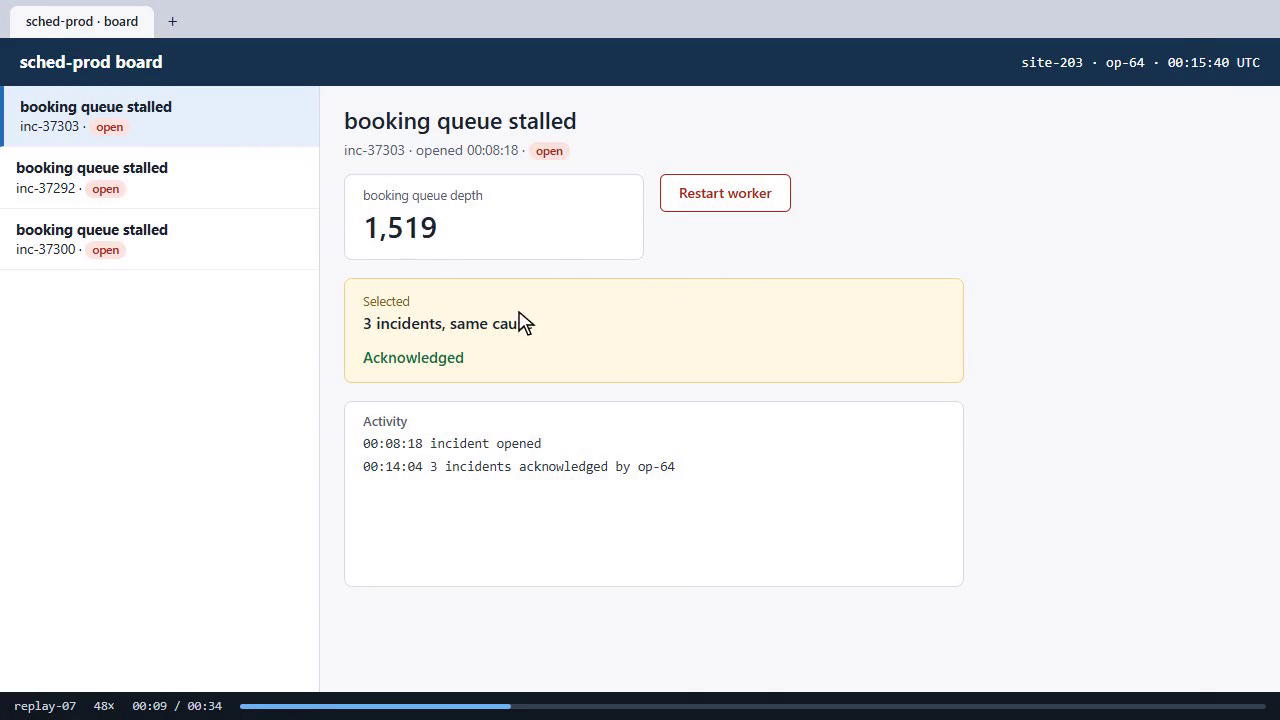 sched-prod · board +
sched-prod board
site-203 · op-64 · 00:15:40 UTC
booking queue stalled
inc-37303 · open
booking queue stalled
inc-37292 · open
booking queue stalled
inc-37300 · open
booking queue stalled
inc-37303 · opened 00:08:18 · open
booking queue depth
1,519
Restart worker
Selected
3 incidents, same
Acknowledged
Activity
00:08:18 incident opened
00:14:04 3 incidents acknowledged by op-64
replay-07 48x 00:09 / 00:34